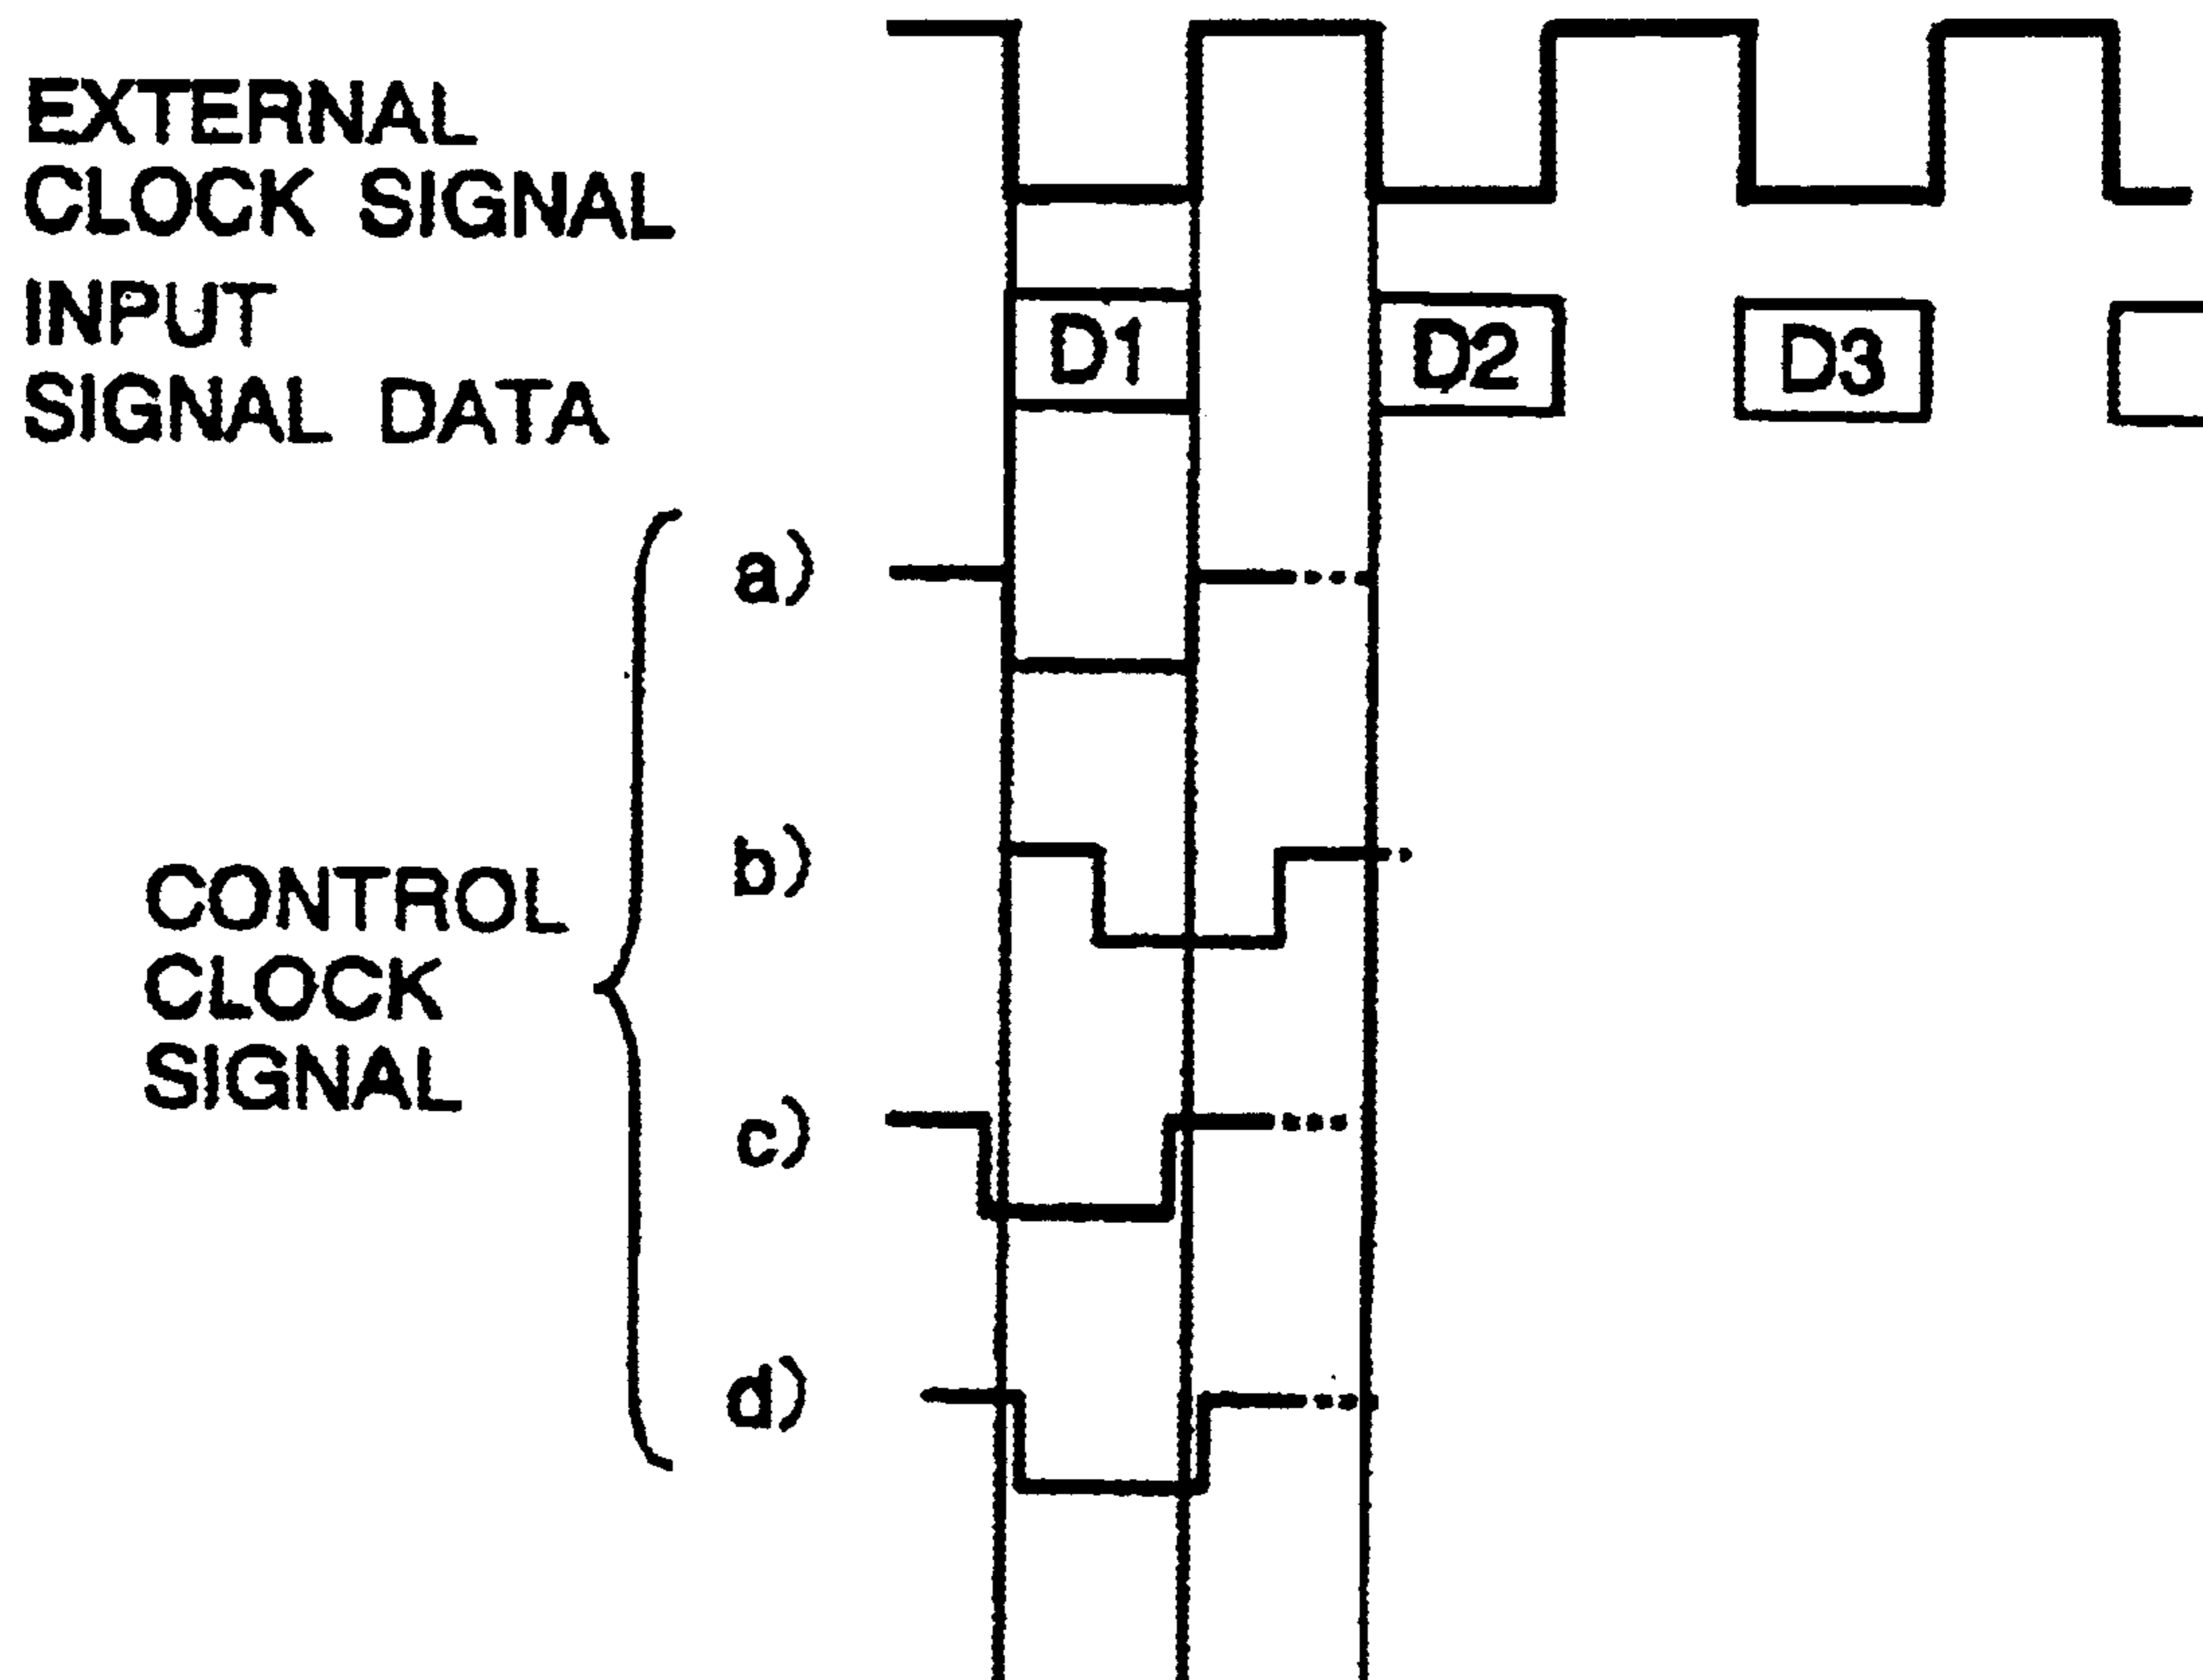 EXTERNAL
CLOCK SIGNAL
INPUT
SIGNAL DATA
D1 D2 D3
CONTROL
CLOCK
SIGNAL
a)
b)
c)
d)